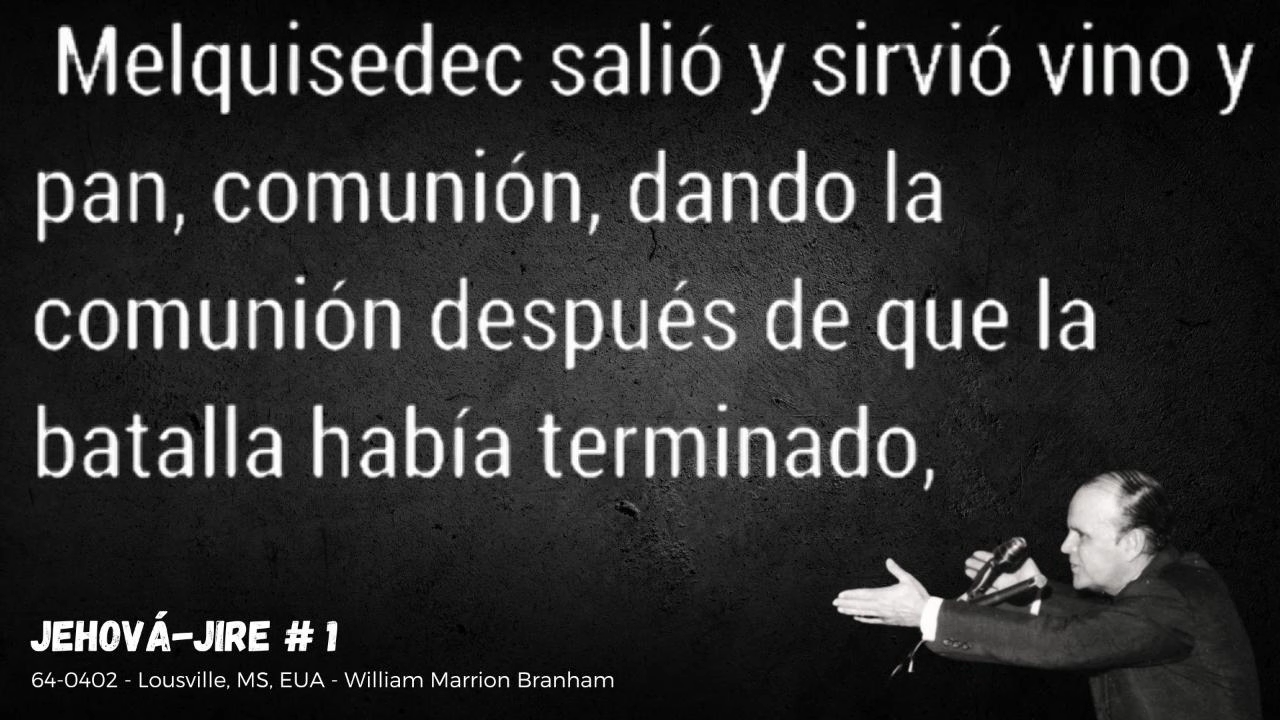 Melquisedec salió y sirvió vino y
pan, comunión, dando la
comunión después de que la
batalla había terminado,
JEHOVÁ-JIRE # 1
64-0402 - Lousville, MS, EUA - William Marrion Branham